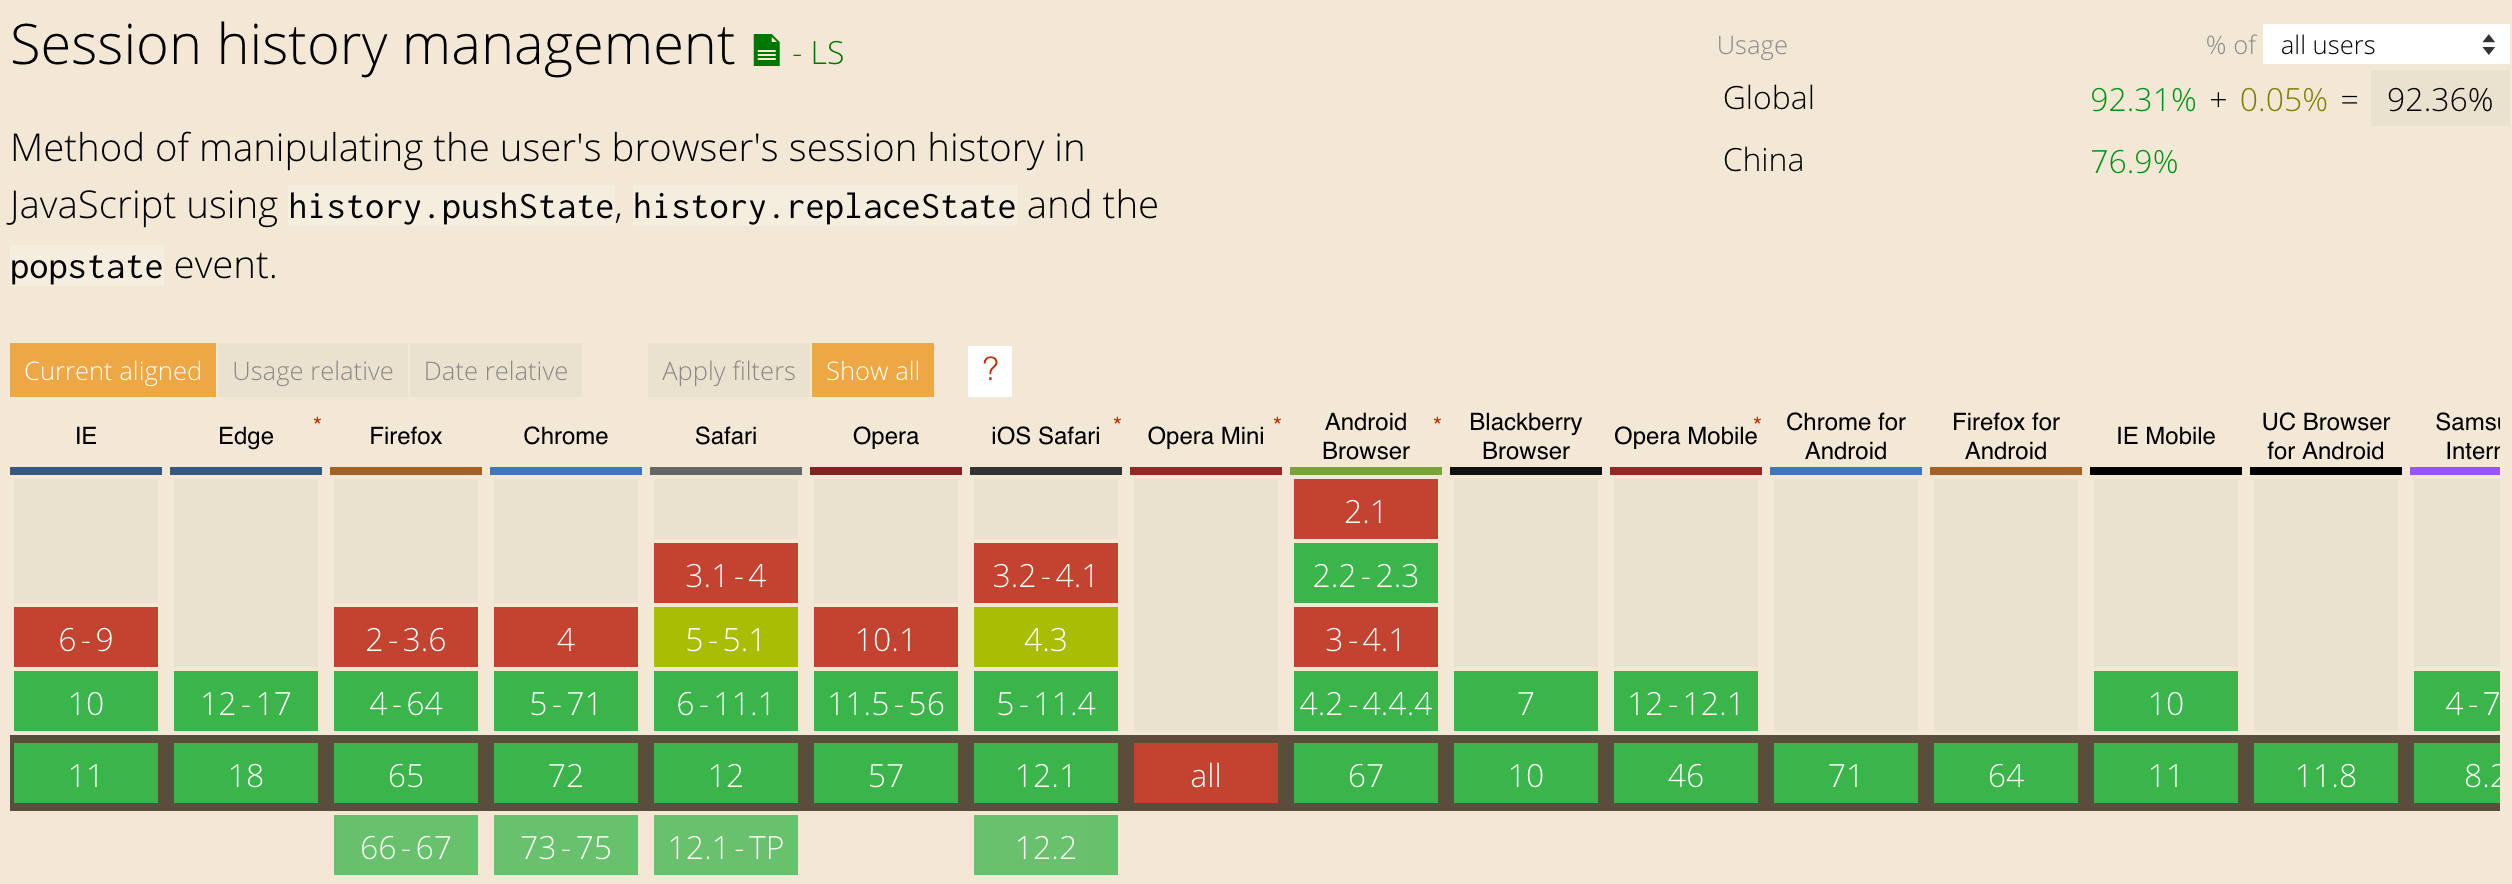 Session history management - LS
Usage % of all users
Global 92.31% + 0.05% = 92.36%
China 76.9%
Method of manipulating the user's browser's session history in
JavaScript using history.pushState, history.replaceState and the
popstate event.
Current aligned Usage relative Date relative Apply filters Show all ?
IE
Edge *
Firefox
Chrome
Safari
Opera
iOS Safari *
Opera Mini *
Android
Browser *
Blackberry
Browser
Opera Mobile *
Chrome for
Android
Firefox for
Android
IE Mobile
UC Browser
for Android
2.1
3.1-4 3.2-4.1 2.2-2.3
6-9 2-3.6 4 5-5.1 10.1 4.3 3-4.1
10 12-17 4-64 5-71 6-11.1 11.5-56 5-11.4 4.2-4.4.4 7 12-12.1 10 4-7
11 18 65 72 12 57 12.1 all 67 10 46 71 64 11 11.8 8.2
66-67 73-75 12.1-TP 12.2